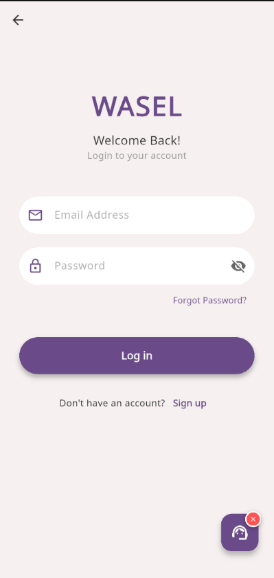 WASEL
Welcome Back!
Login to your account
Email Address
Password
Forgot Password?
Log in
Don't have an account? Sign up